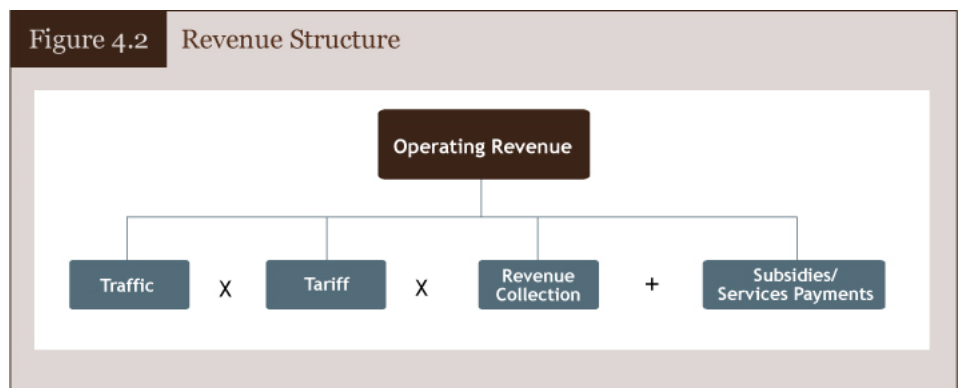 Figure 4.2 Revenue Structure
Operating Revenue
Traffic X Tariff X Revenue Collection + Subsidies/ Services Payments